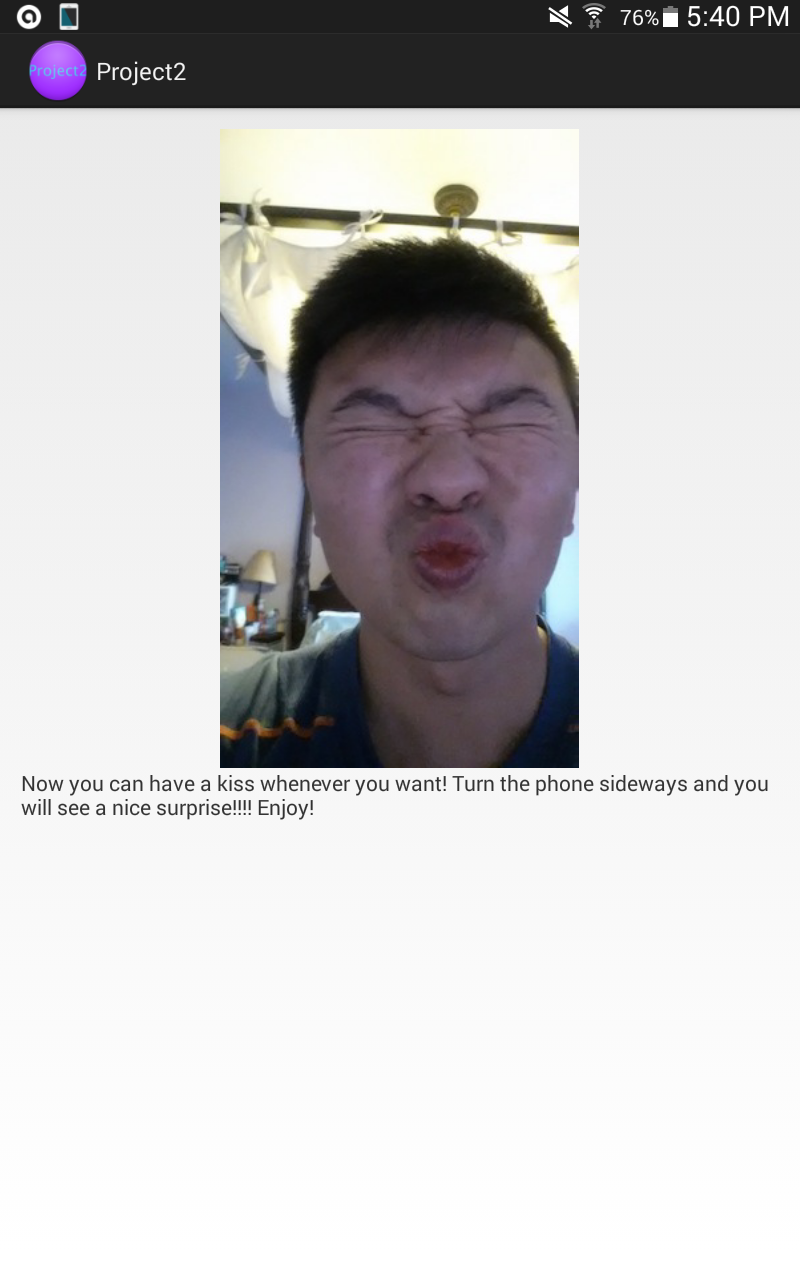 76% 5:40 PM
Project2 Project2
Now you can have a kiss whenever you want! Turn the phone sideways and you
will see a nice surprise!!!! Enjoy!